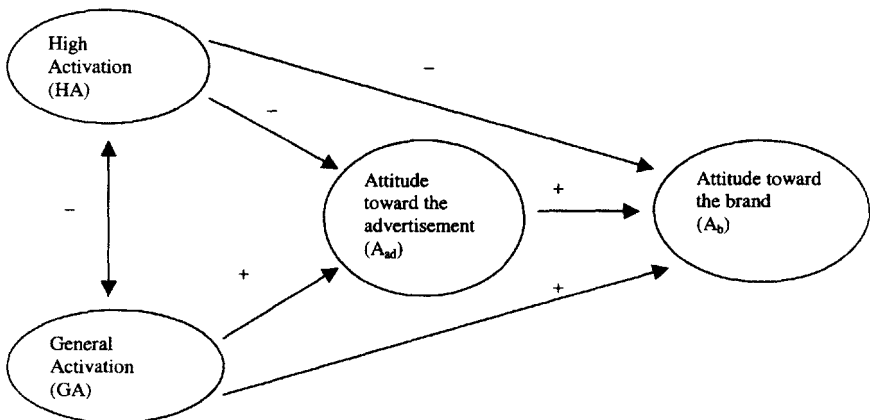 High
Activation
(HA)
−
−
−
Attitude
toward the
advertisement
(Aad)
+
Attitude toward
the brand
(Ab)
+
+
General
Activation
(GA)